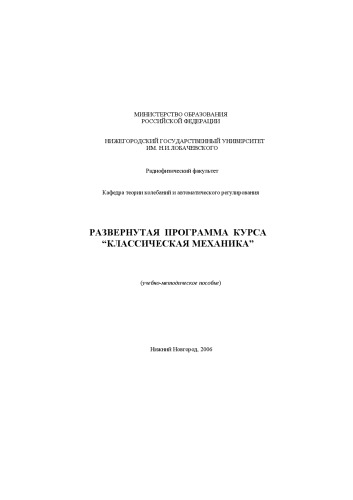 МИНИСТЕРСТВО ОБРАЗОВАНИЯ
РОССИЙСКОЙ ФЕДЕРАЦИИ
НИЖЕГОРОДСКИЙ ГОСУДАРСТВЕННЫЙ УНИВЕРСИТЕТ
ИМ. Н.И.ЛОБАЧЕВСКОГО
Радиофизический факультет
Кафедра теории колебаний и автоматического регулирования
РАЗВЕРНУТАЯ ПРОГРАММА КУРСА
“КЛАССИЧЕСКАЯ МЕХАНИКА”
(учебно-методическое пособие)
Нижний Новгород, 2006